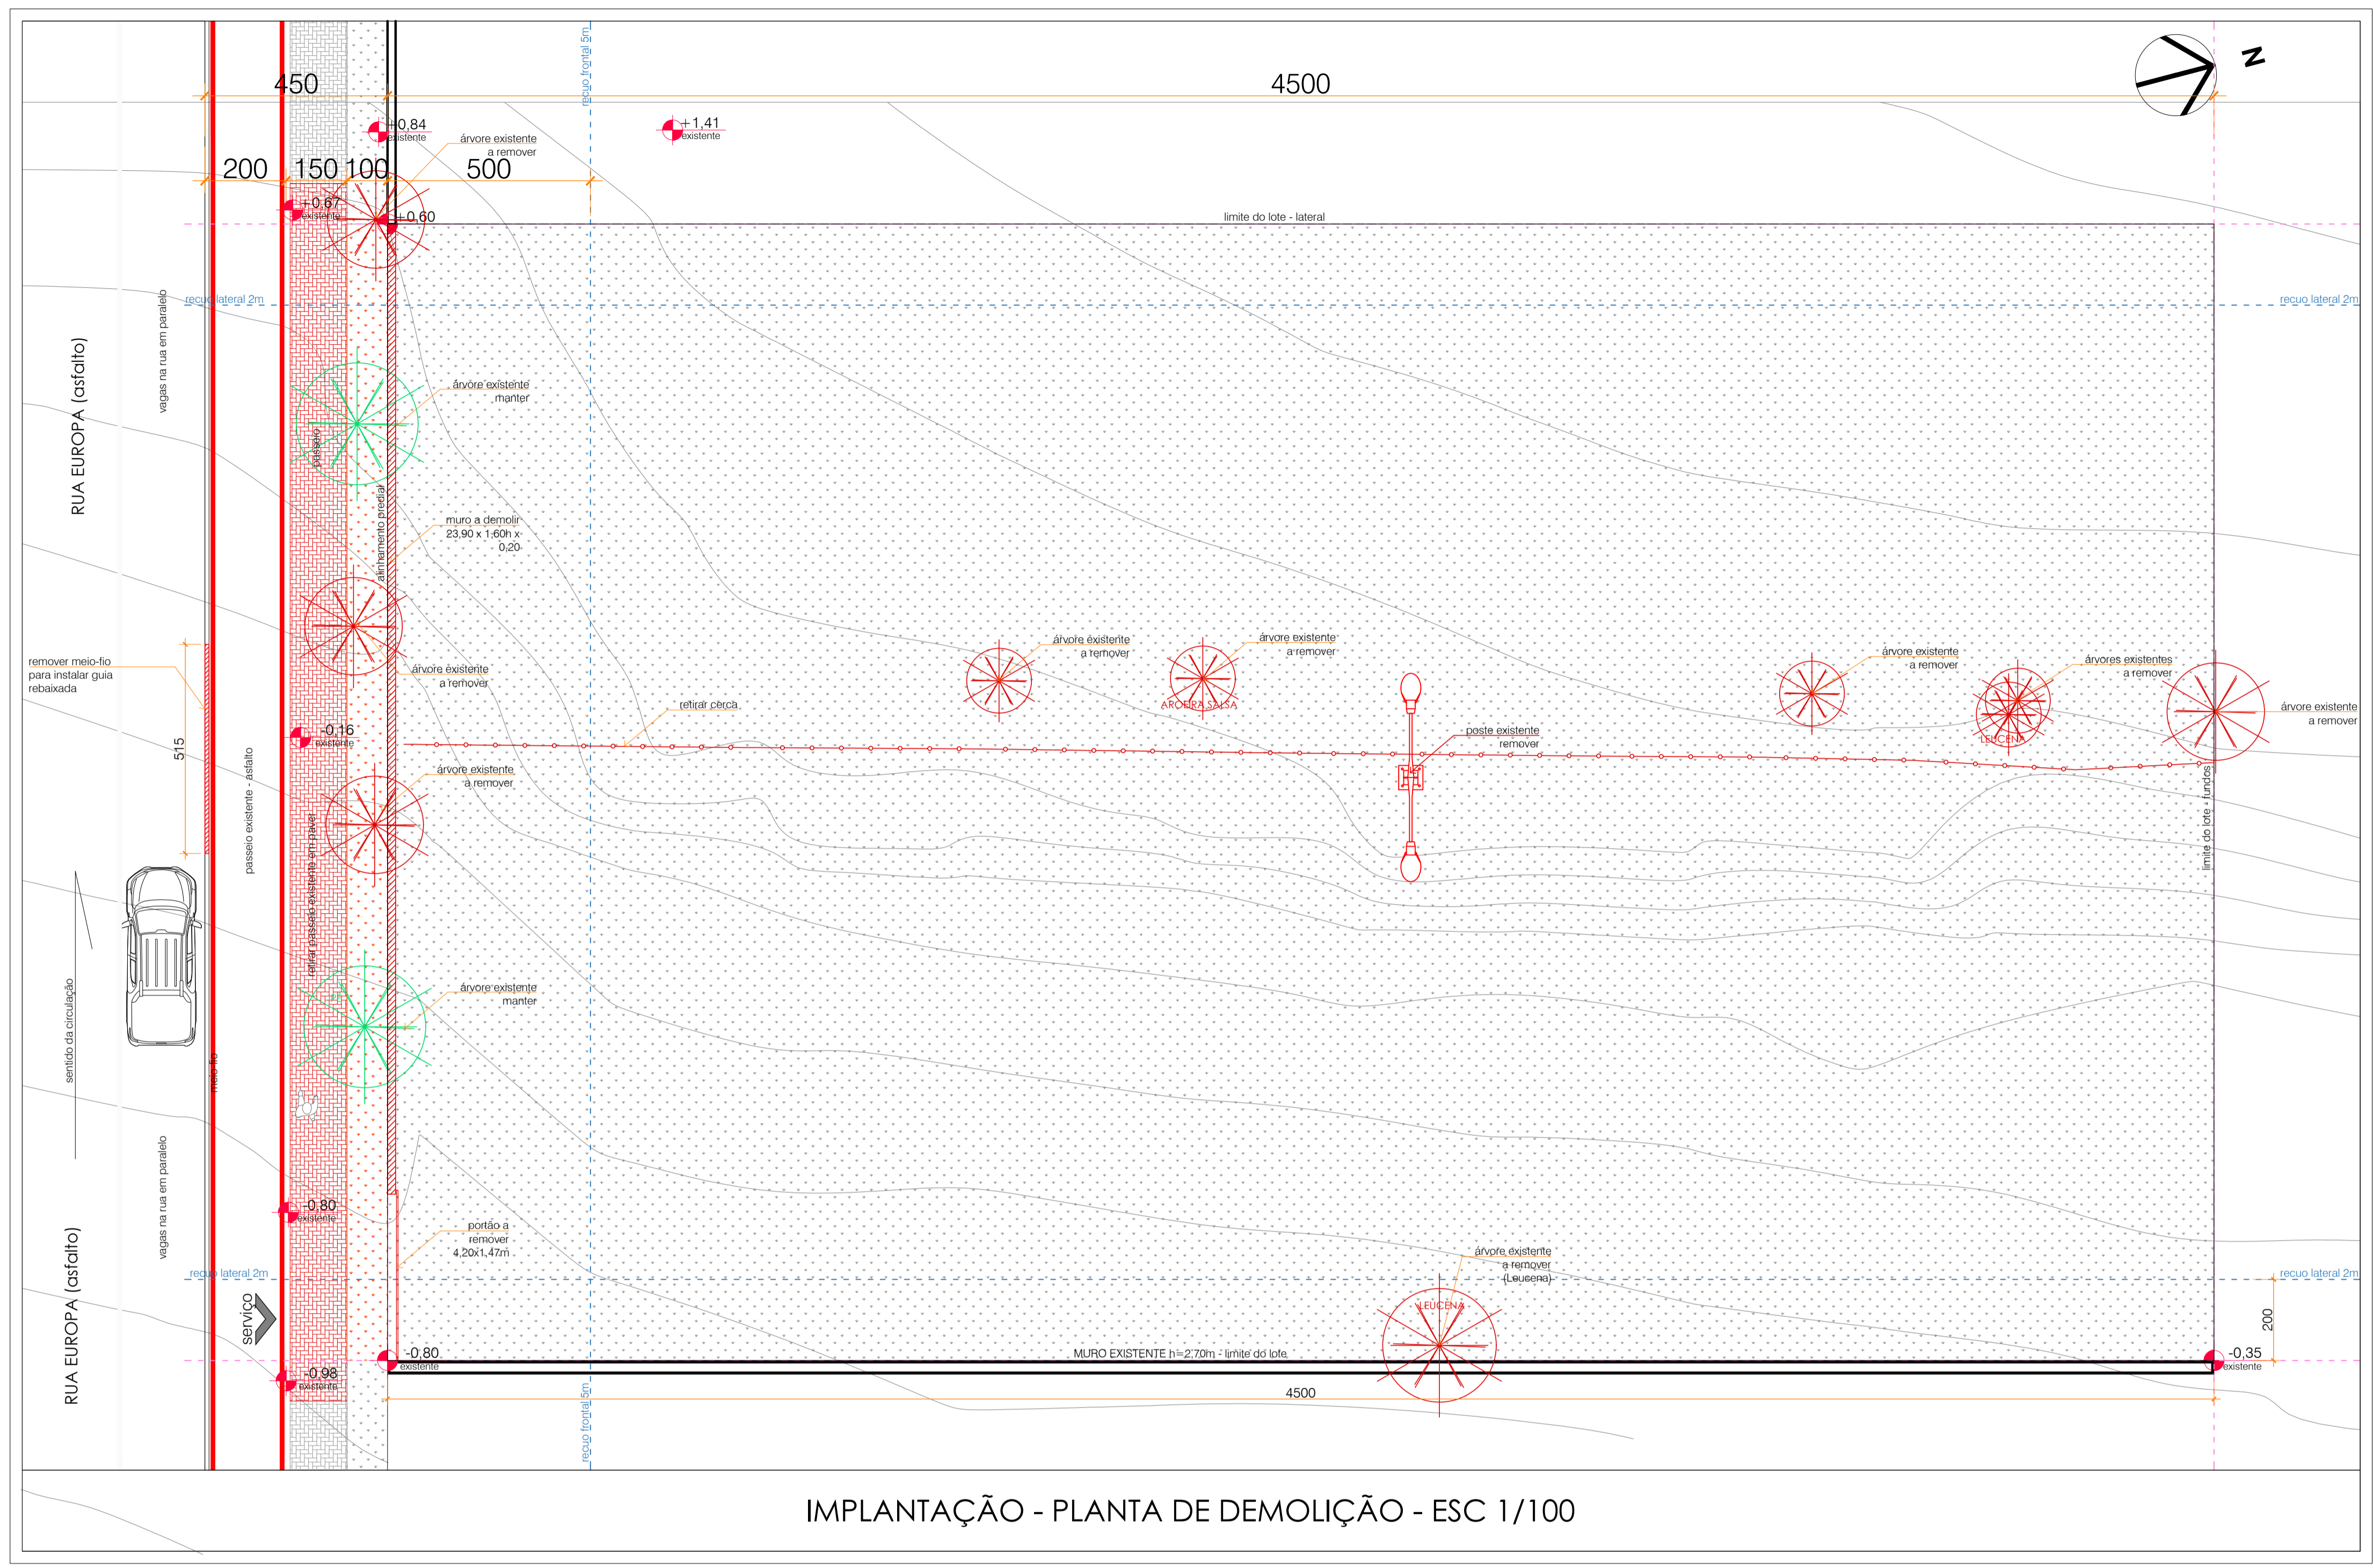 recuo frontal 5m
N
450
4500
+0,84
existente
+1,41
existente
árvore existente
a remover
200
150
100
500
+0,67
existente
+0,60
limite do lote - lateral
recuo lateral 2m
recuo lateral 2m
vagas na rua em paralelo
RUA EUROPA (asfalto)
árvore existente
manter
passeio
alinhamento predial
muro a demolir
23,90 x 1,60h x
0,20
remover meio-fio
para instalar guia
rebaixada
árvore existente
a remover
árvore existente
a remover
árvore existente
a remover
AROEIRA SALSA
árvore existente
a remover
árvores existentes
a remover
LEUCENA
árvore existente
a remover
retirar cerca
poste existente
remover
-0,16
existente
515
passeio existente - asfalto
árvore existente
a remover
limite do lote - fundos
retirar passeio existente em paver
sentido da circulação
meio-fio
árvore existente
manter
vagas na rua em paralelo
RUA EUROPA (asfalto)
-0,80
existente
portão a
remover
4,20x1,47m
recuo lateral 2m
recuo lateral 2m
árvore existente
a remover
(Leucena)
LEUCENA
serviço
200
-0,80
existente
MURO EXISTENTE h=2,70m - limite do lote
-0,35
existente
-0,98
existente
4500
recuo frontal 5m
IMPLANTAÇÃO - PLANTA DE DEMOLIÇÃO - ESC 1/100